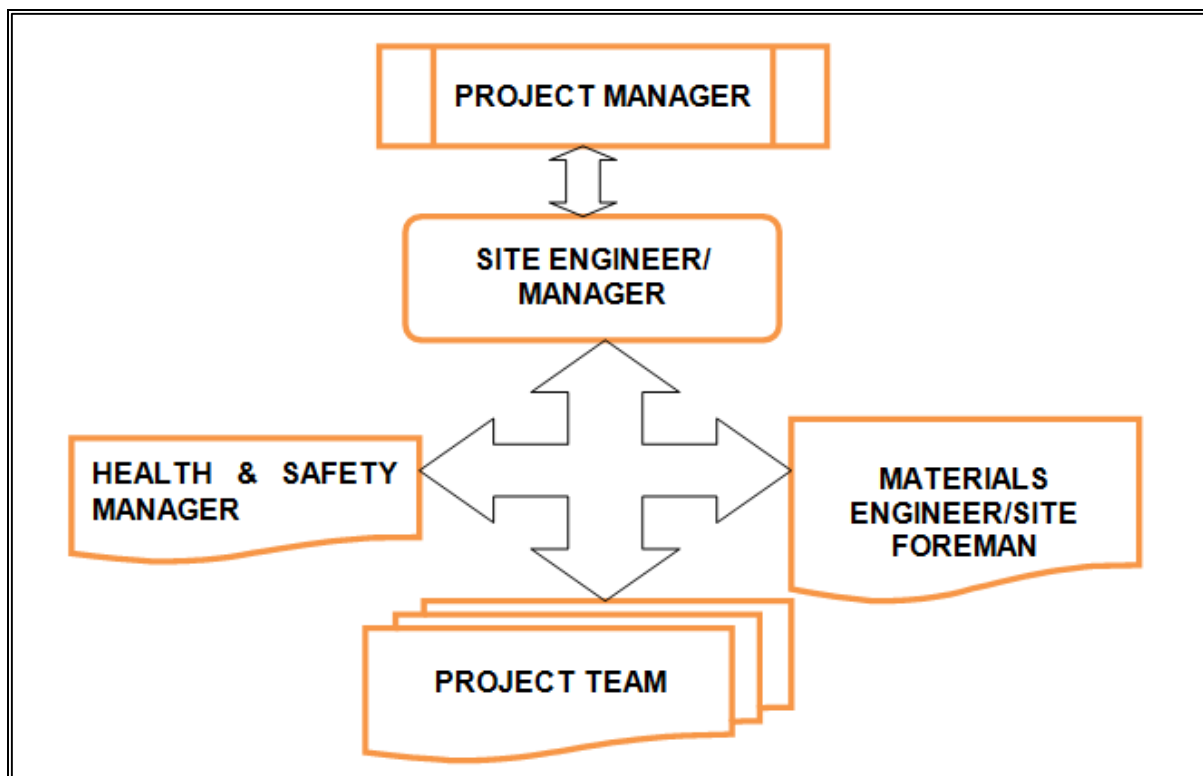 PROJECT MANAGER
SITE ENGINEER/
MANAGER
HEALTH & SAFETY
MANAGER
MATERIALS
ENGINEER/SITE
FOREMAN
PROJECT TEAM